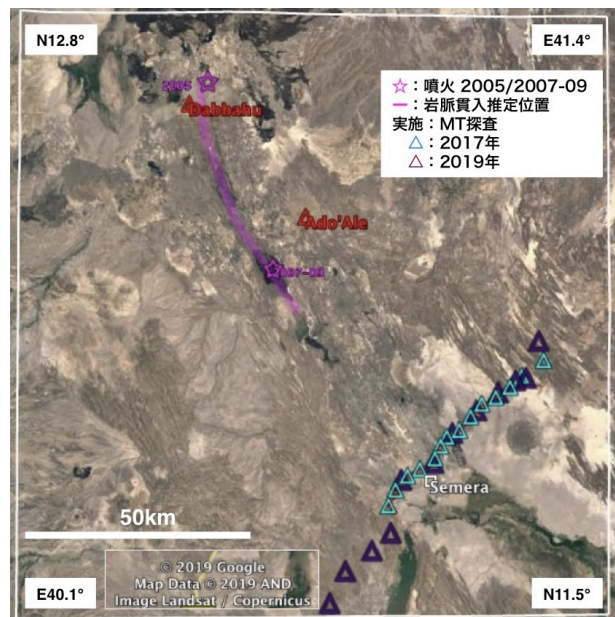 N12.8°
E41.4°
☆：噴火 2005/2007-09
ー：岩脈貫入推定位置
実施：MT探査
△：2017年
△：2019年
2005
Dabbahu
Ado'Ale
2007-09
Semera
50km
© 2019 Google
Map Data © 2019 AND
Image Landsat / Copernicus
E40.1°
N11.5°